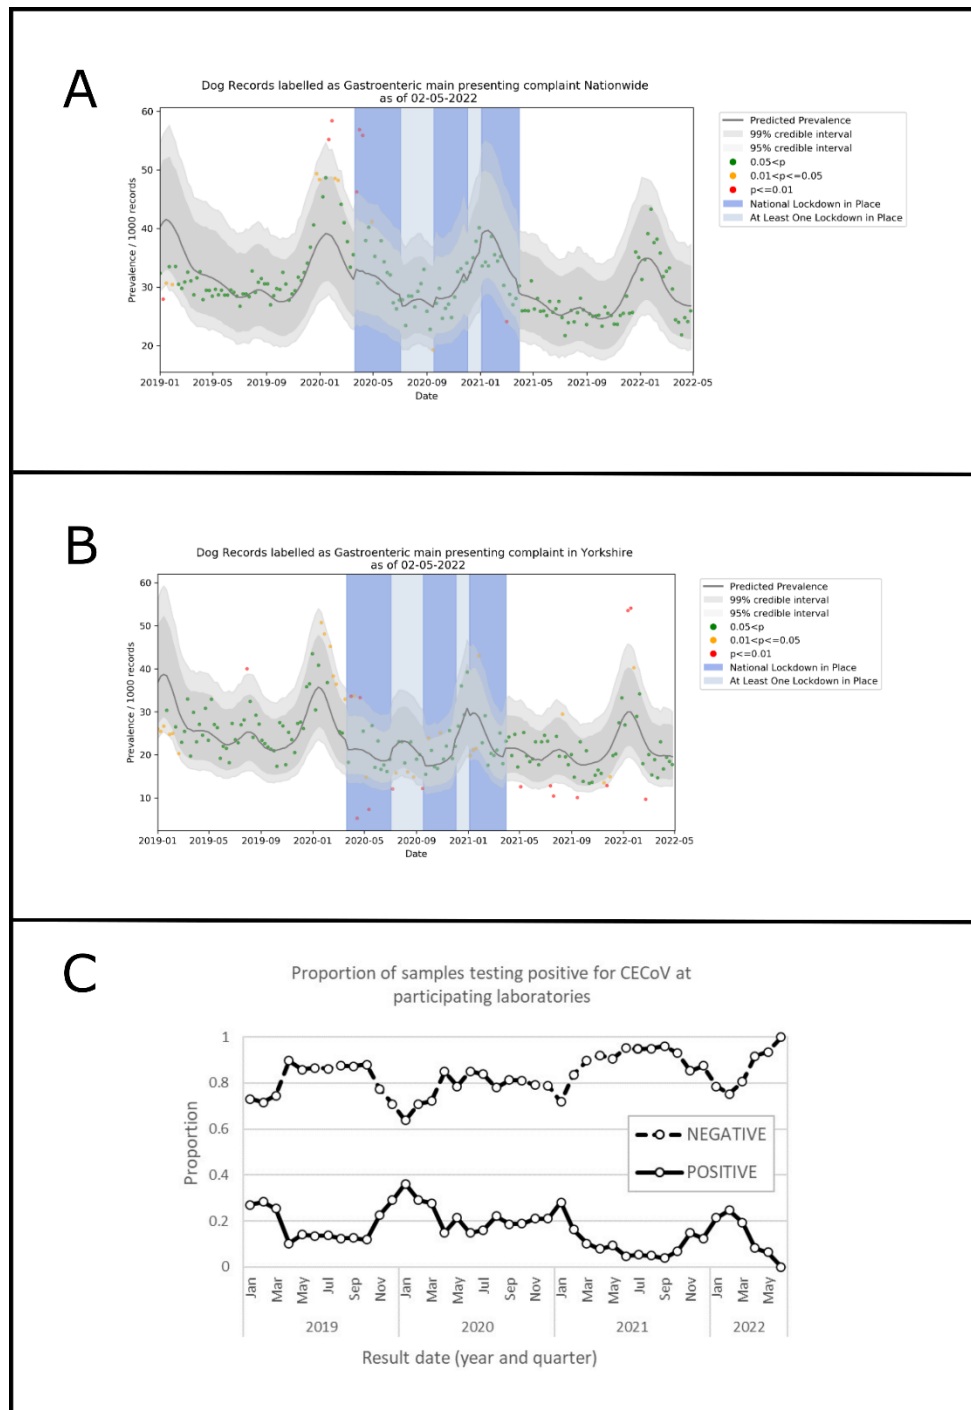 A
Dog Records labelled as Gastroenteric main presenting complaint Nationwide
as of 02-05-2022
60
50
40
30
20
Prevalence / 1000 records
2019-01 2019-05 2019-09 2020-01 2020-05 2020-09 2021-01 2021-05 2021-09 2022-01 2022-05
Date
Predicted Prevalence
99% credible interval
95% credible interval
0.05<p
0.01<p<=0.05
p<=0.01
National Lockdown in Place
At Least One Lockdown in Place
B
Dog Records labelled as Gastroenteric main presenting complaint in Yorkshire
as of 02-05-2022
60
50
40
30
20
10
Prevalence / 1000 records
2019-01 2019-05 2019-09 2020-01 2020-05 2020-09 2021-01 2021-05 2021-09 2022-01 2022-05
Date
Predicted Prevalence
99% credible interval
95% credible interval
0.05<p
0.01<p<=0.05
p<=0.01
National Lockdown in Place
At Least One Lockdown in Place
C
Proportion of samples testing positive for CECoV at
participating laboratories
1
0.8
0.6
0.4
0.2
0
Proportion
NEGATIVE
POSITIVE
Jan Mar May Jul Sep Nov Jan Mar May Jul Sep Nov Jan Mar May Jul Sep Nov Jan Mar May
2019 2020 2021 2022
Result date (year and quarter)